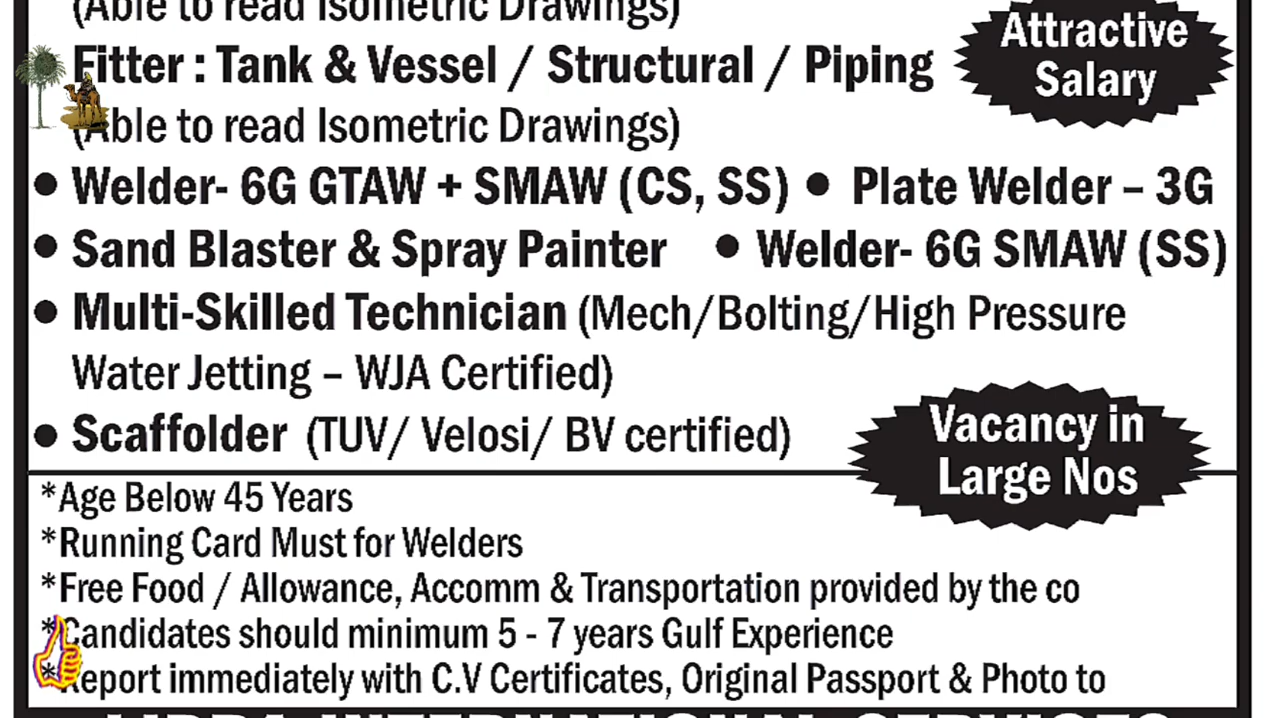 (Able to read Isometric Drawings)
Attractive
Salary
Fitter : Tank & Vessel / Structural / Piping
(Able to read Isometric Drawings)
• Welder- 6G GTAW + SMAW (CS, SS) • Plate Welder – 3G
• Sand Blaster & Spray Painter • Welder- 6G SMAW (SS)
• Multi-Skilled Technician (Mech/Bolting/High Pressure
Water Jetting – WJA Certified)
• Scaffolder (TUV/ Velosi/ BV certified)
Vacancy in
Large Nos
*Age Below 45 Years
*Running Card Must for Welders
*Free Food / Allowance, Accomm & Transportation provided by the co
*Candidates should minimum 5 - 7 years Gulf Experience
*Report immediately with C.V Certificates, Original Passport & Photo to
INTERNATIONAL SERVICES